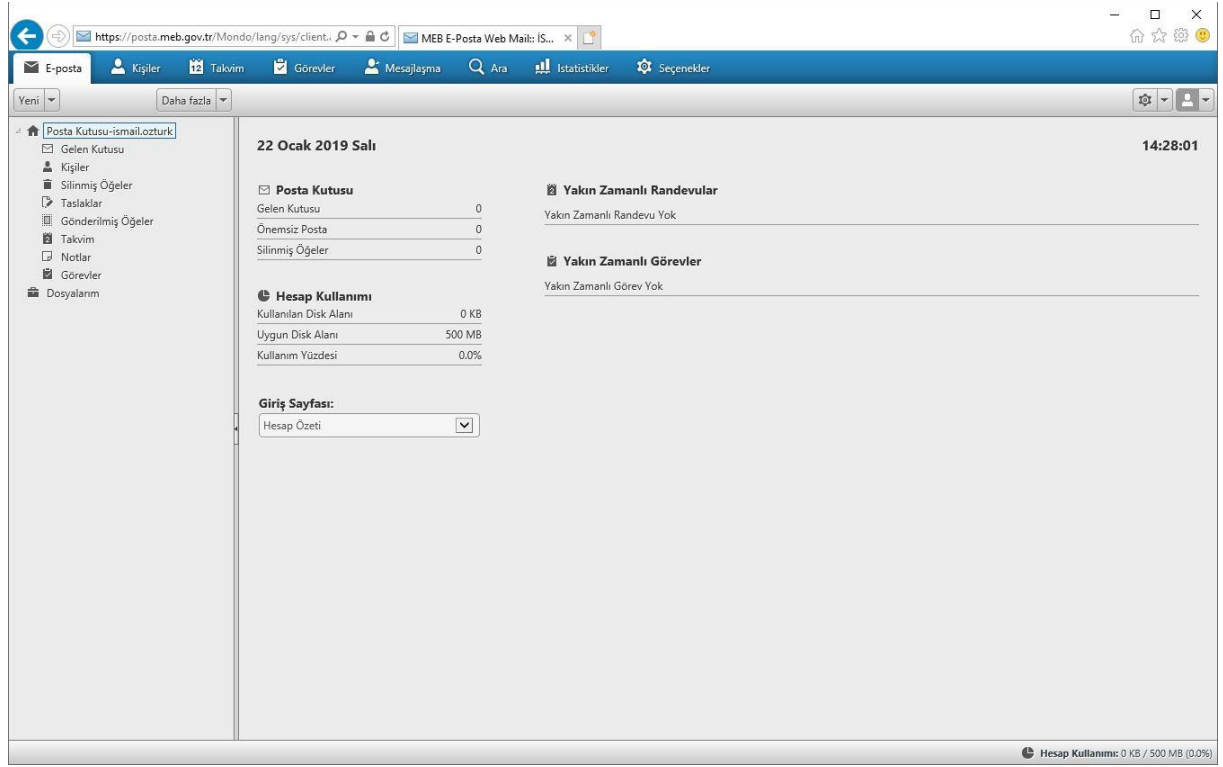 https://posta.meb.gov.tr/Mondo/lang/sys/client..
MEB E-Posta Web Mail:: İS...
E-posta Kişiler 12 Takvim Görevler Mesajlaşma Ara Istatistikler Seçenekler
Yeni Daha fazla
Posta Kutusu-ismail.ozturk
Gelen Kutusu
Kişiler
Silinmiş Öğeler
Taslaklar
Gönderilmiş Öğeler
Takvim
Notlar
Görevler
Dosyalarım
22 Ocak 2019 Salı 14:28:01
Posta Kutusu
Gelen Kutusu 0
Önemsiz Posta 0
Silinmiş Öğeler 0
Hesap Kullanımı
Kullanılan Disk Alanı 0 KB
Uygun Disk Alanı 500 MB
Kullanım Yüzdesi 0.0%
Giriş Sayfası:
Hesap Özeti
Yakın Zamanlı Randevular
Yakın Zamanlı Randevu Yok
Yakın Zamanlı Görevler
Yakın Zamanlı Görev Yok
Hesap Kullanımı: 0 KB / 500 MB (0.0%)